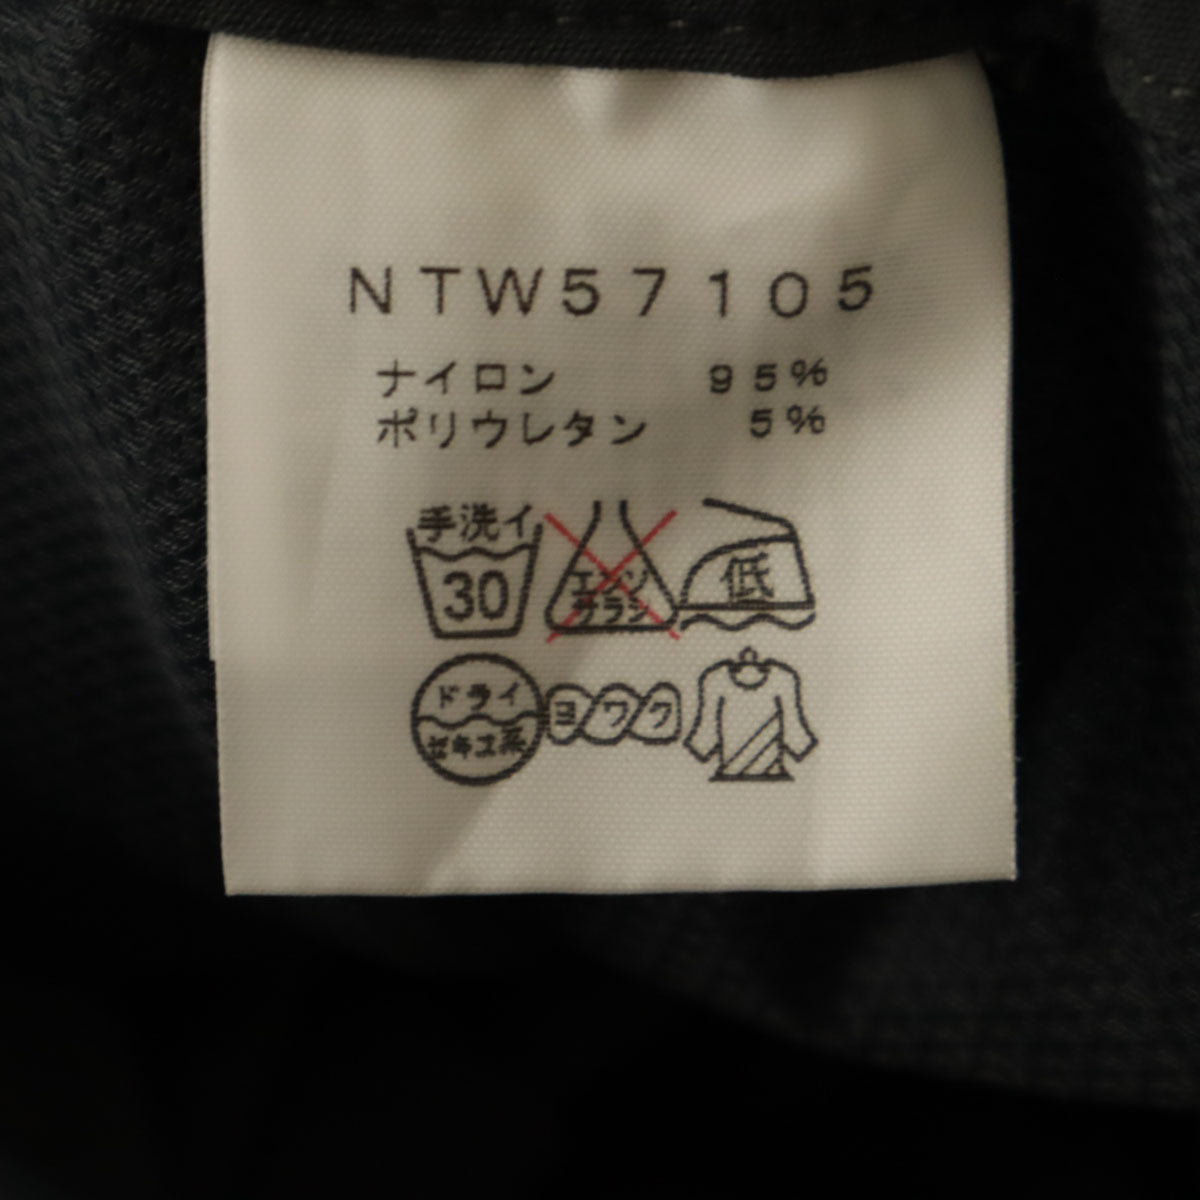 NTW57105
ナイロン 95%
ポリウレタン 5%
手洗イ
30
エンソ
サラシ
低
ドライ
セキユ系
ヨワク